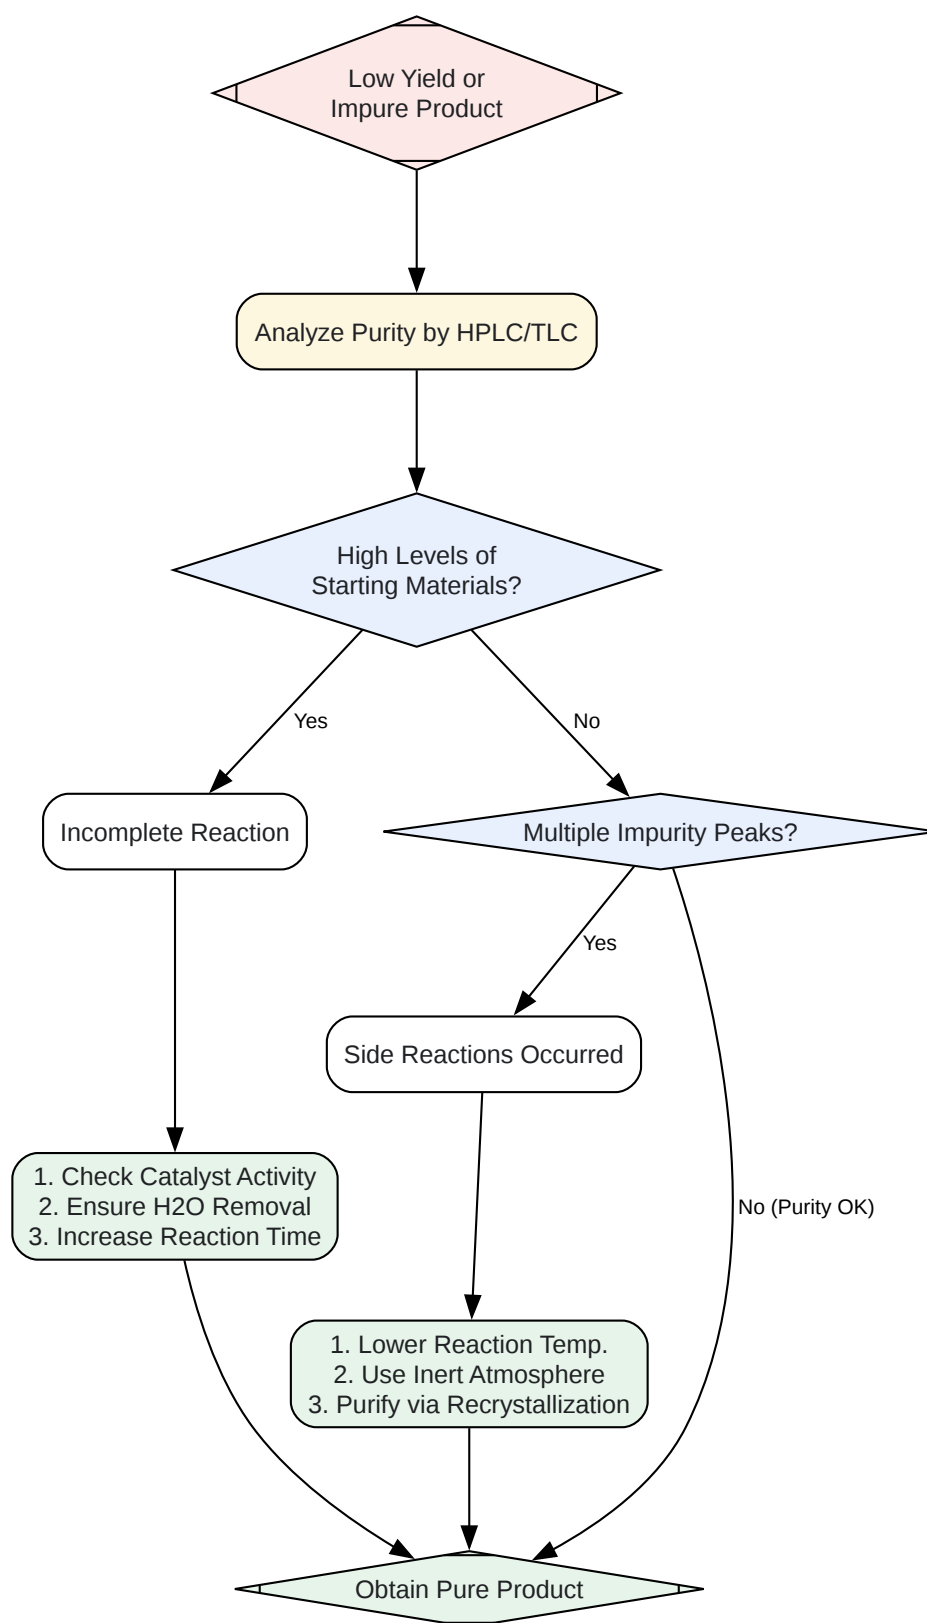 Low Yield or
Impure Product
Analyze Purity by HPLC/TLC
High Levels of
Starting Materials?
Yes
No
Incomplete Reaction
Multiple Impurity Peaks?
Yes
Side Reactions Occurred
1. Check Catalyst Activity
2. Ensure H2O Removal
3. Increase Reaction Time
No (Purity OK)
1. Lower Reaction Temp.
2. Use Inert Atmosphere
3. Purify via Recrystallization
Obtain Pure Product